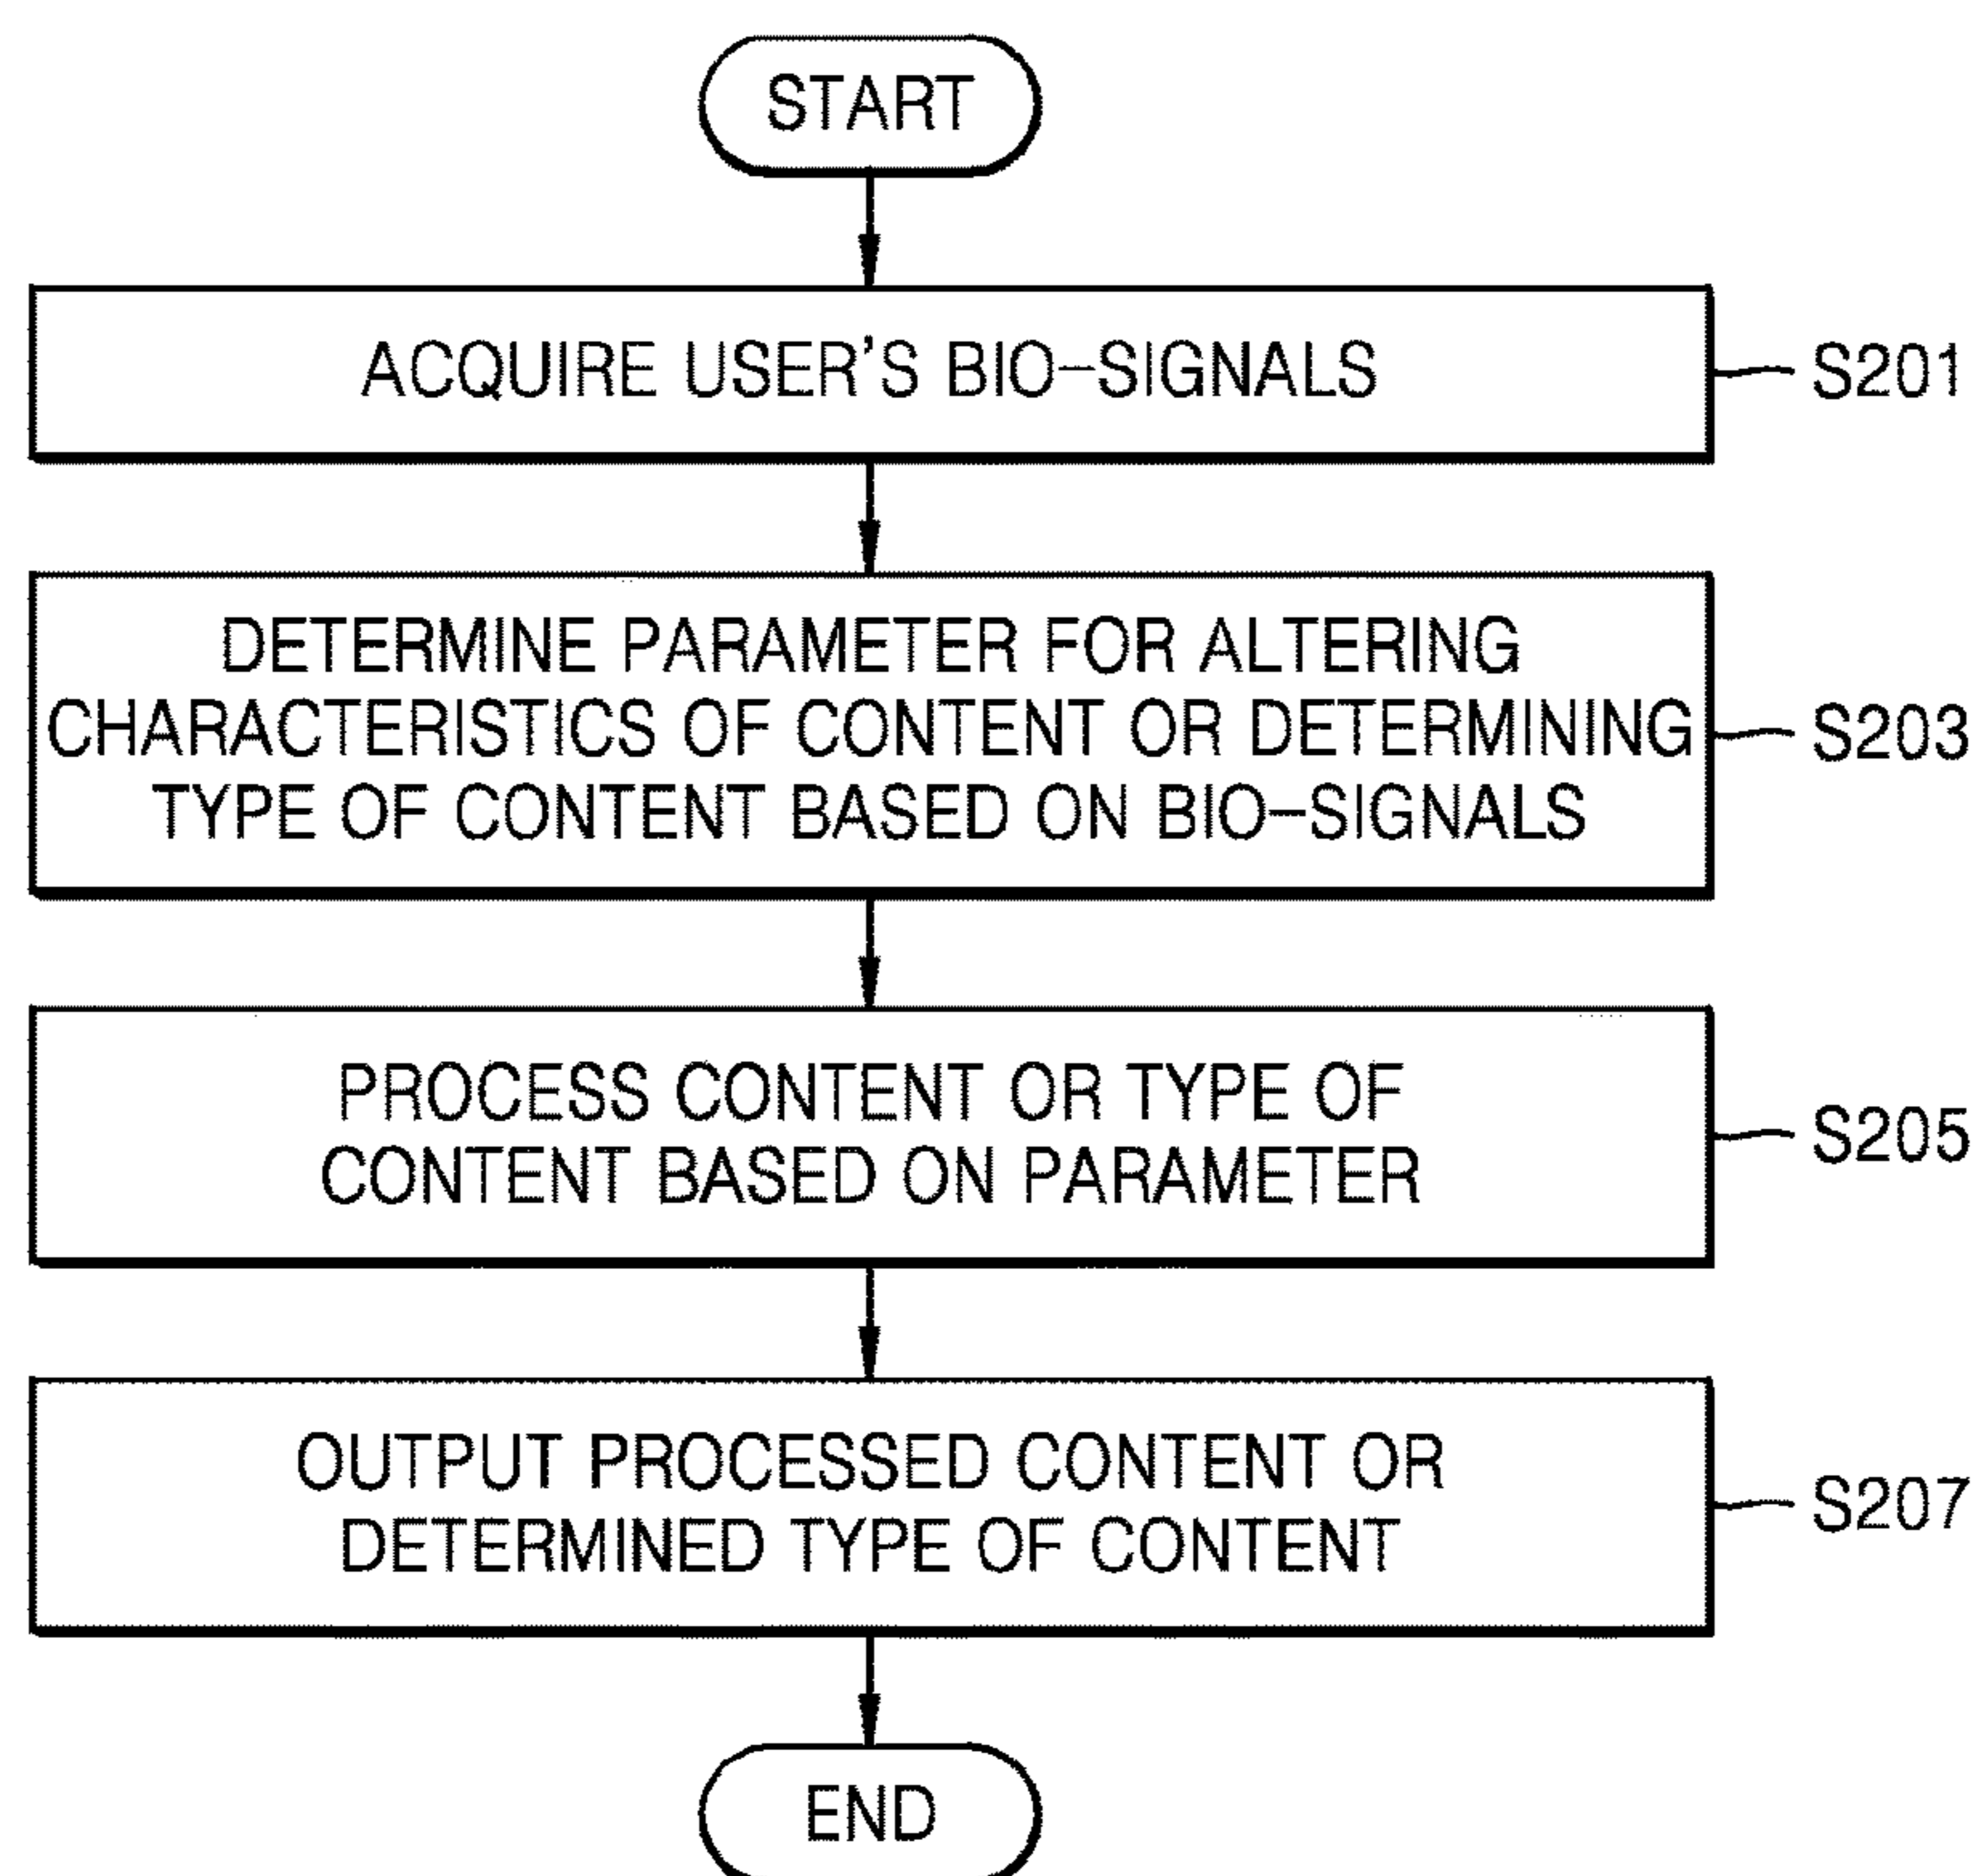 START
ACQUIRE USER'S BIO-SIGNALS
S201
DETERMINE PARAMETER FOR ALTERING
CHARACTERISTICS OF CONTENT OR DETERMINING
TYPE OF CONTENT BASED ON BIO-SIGNALS
S203
PROCESS CONTENT OR TYPE OF
CONTENT BASED ON PARAMETER
S205
OUTPUT PROCESSED CONTENT OR
DETERMINED TYPE OF CONTENT
S207
END